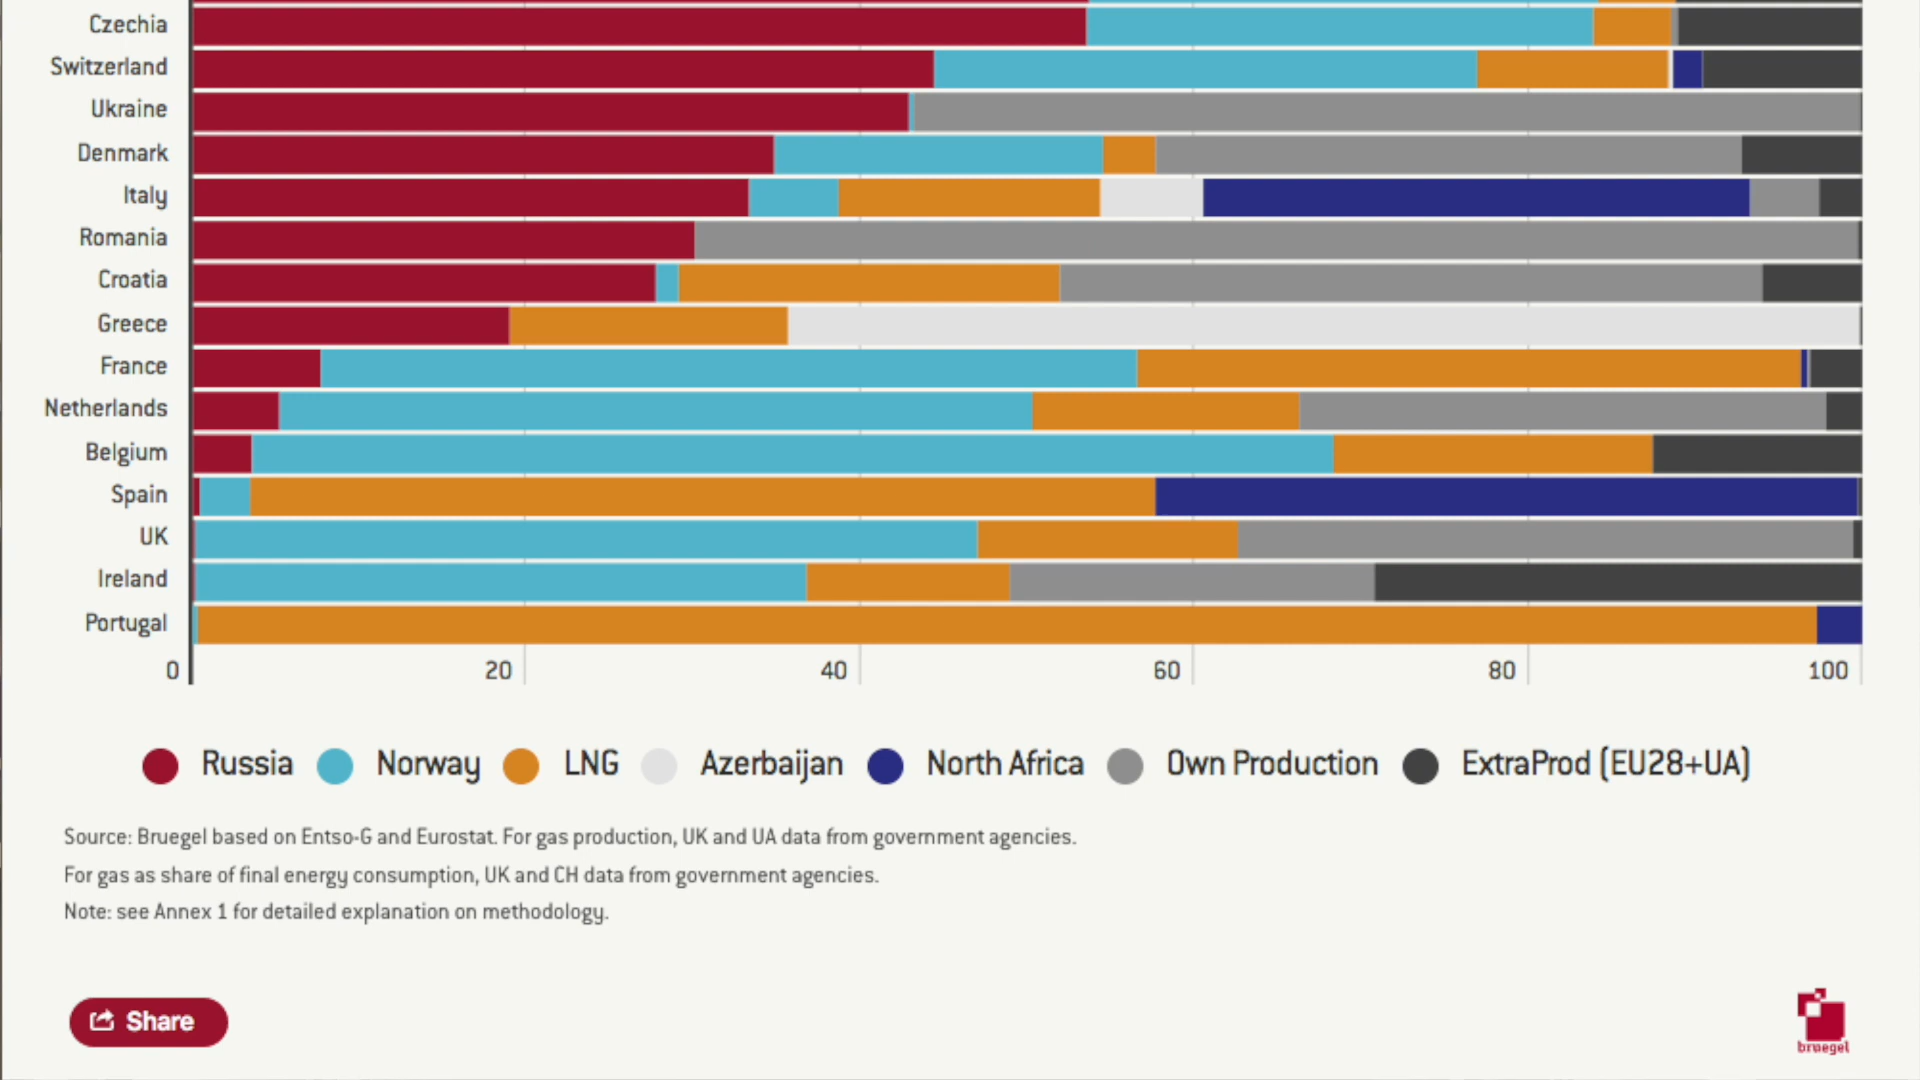 Czechia
Switzerland
Ukraine
Denmark
Italy
Romania
Croatia
Greece
France
Netherlands
Belgium
Spain
UK
Ireland
Portugal
0 20 40 60 80 100
Russia Norway LNG Azerbaijan North Africa Own Production ExtraProd (EU28+UA)
Source: Bruegel based on Entso-G and Eurostat. For gas production, UK and UA data from government agencies.
For gas as share of final energy consumption, UK and CH data from government agencies.
Note: see Annex 1 for detailed explanation on methodology.
Share
bruegel